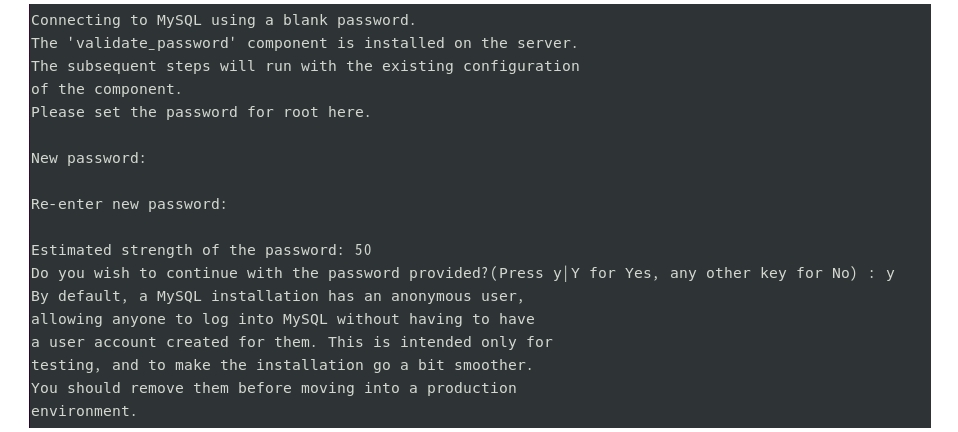 Connecting to MySQL using a blank password.
The 'validate_password' component is installed on the server.
The subsequent steps will run with the existing configuration
of the component.
Please set the password for root here.
New password:
Re-enter new password:
Estimated strength of the password: 50
Do you wish to continue with the password provided?(Press y|Y for Yes, any other key for No) : y
By default, a MySQL installation has an anonymous user,
allowing anyone to log into MySQL without having to have
a user account created for them. This is intended only for
testing, and to make the installation go a bit smoother.
You should remove them before moving into a production
environment.